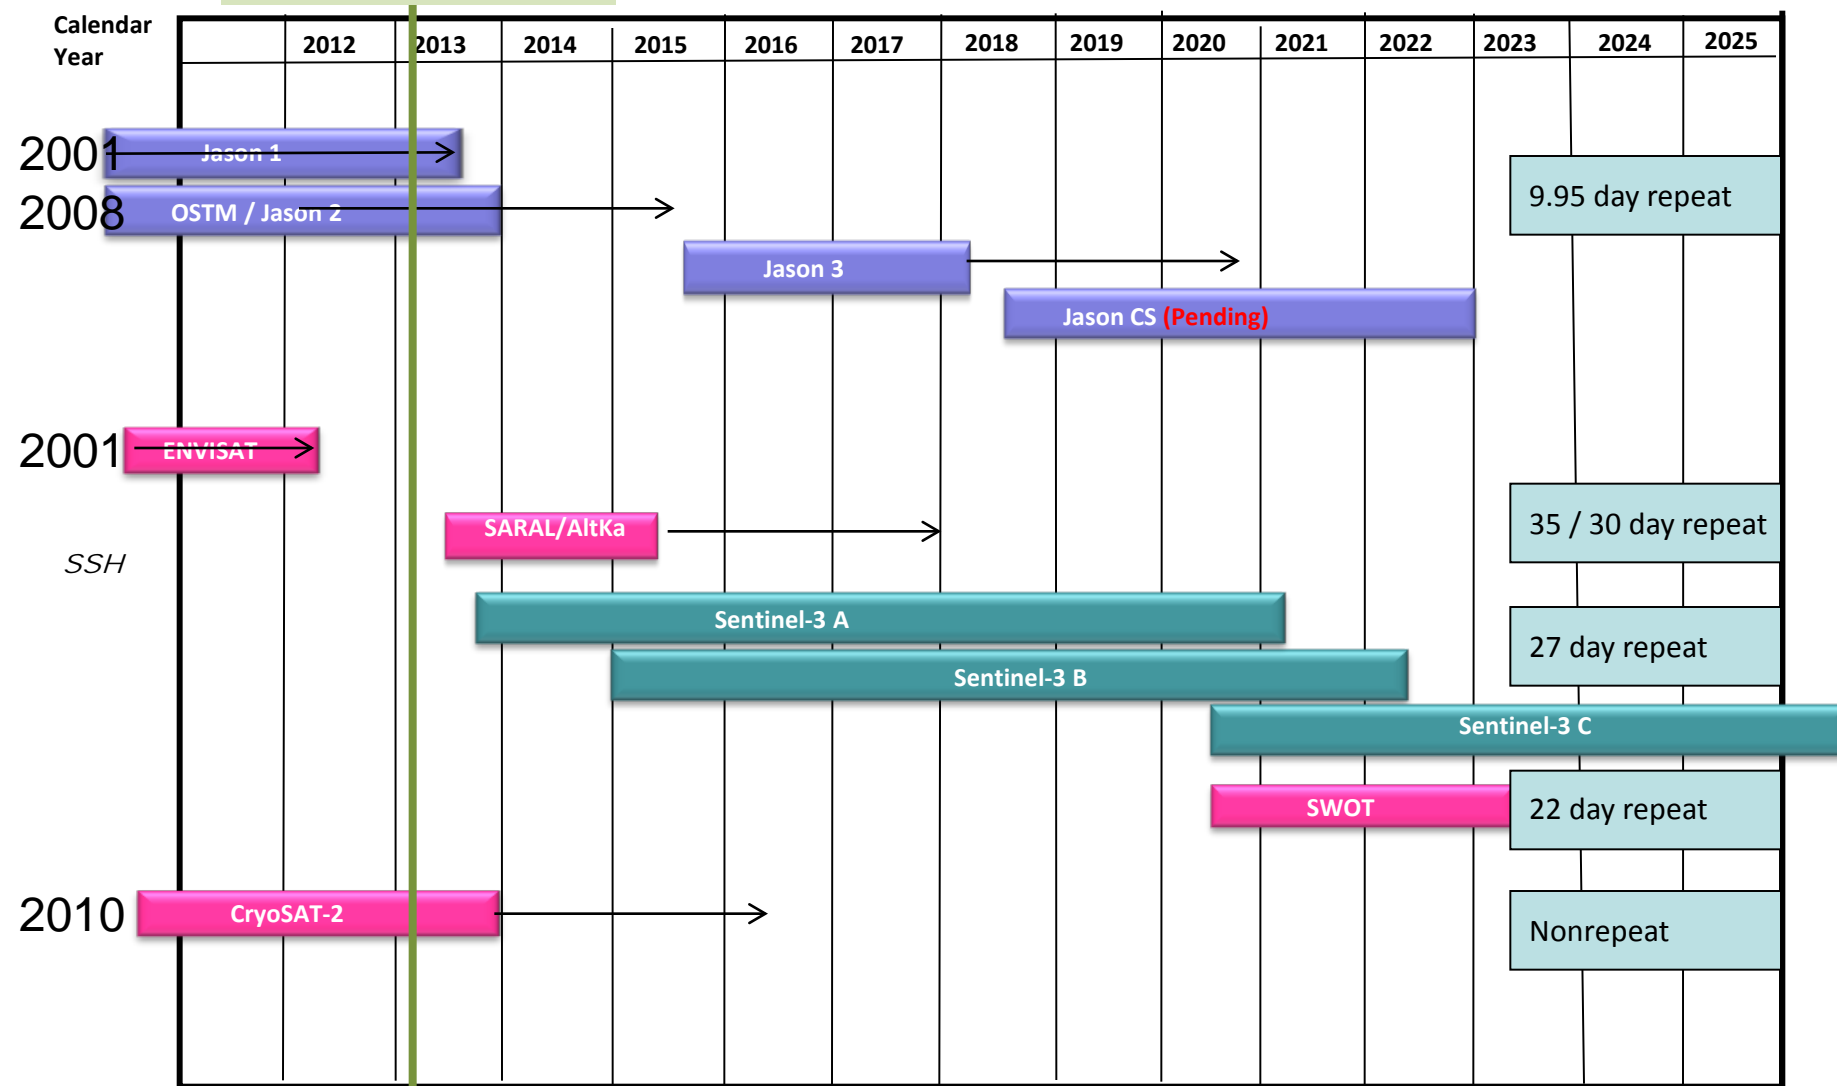 Calendar
Year
2012 2013 2014 2015 2016 2017 2018 2019 2020 2021 2022 2023 2024 2025
2001 Jason 1
2008 OSTM / Jason 2
9.95 day repeat
Jason 3
Jason CS (Pending)
2001 ENVISAT
SARAL/AltKa
35 / 30 day repeat
SSH
Sentinel-3 A
27 day repeat
Sentinel-3 B
Sentinel-3 C
SWOT
22 day repeat
2010 CryoSAT-2
Nonrepeat